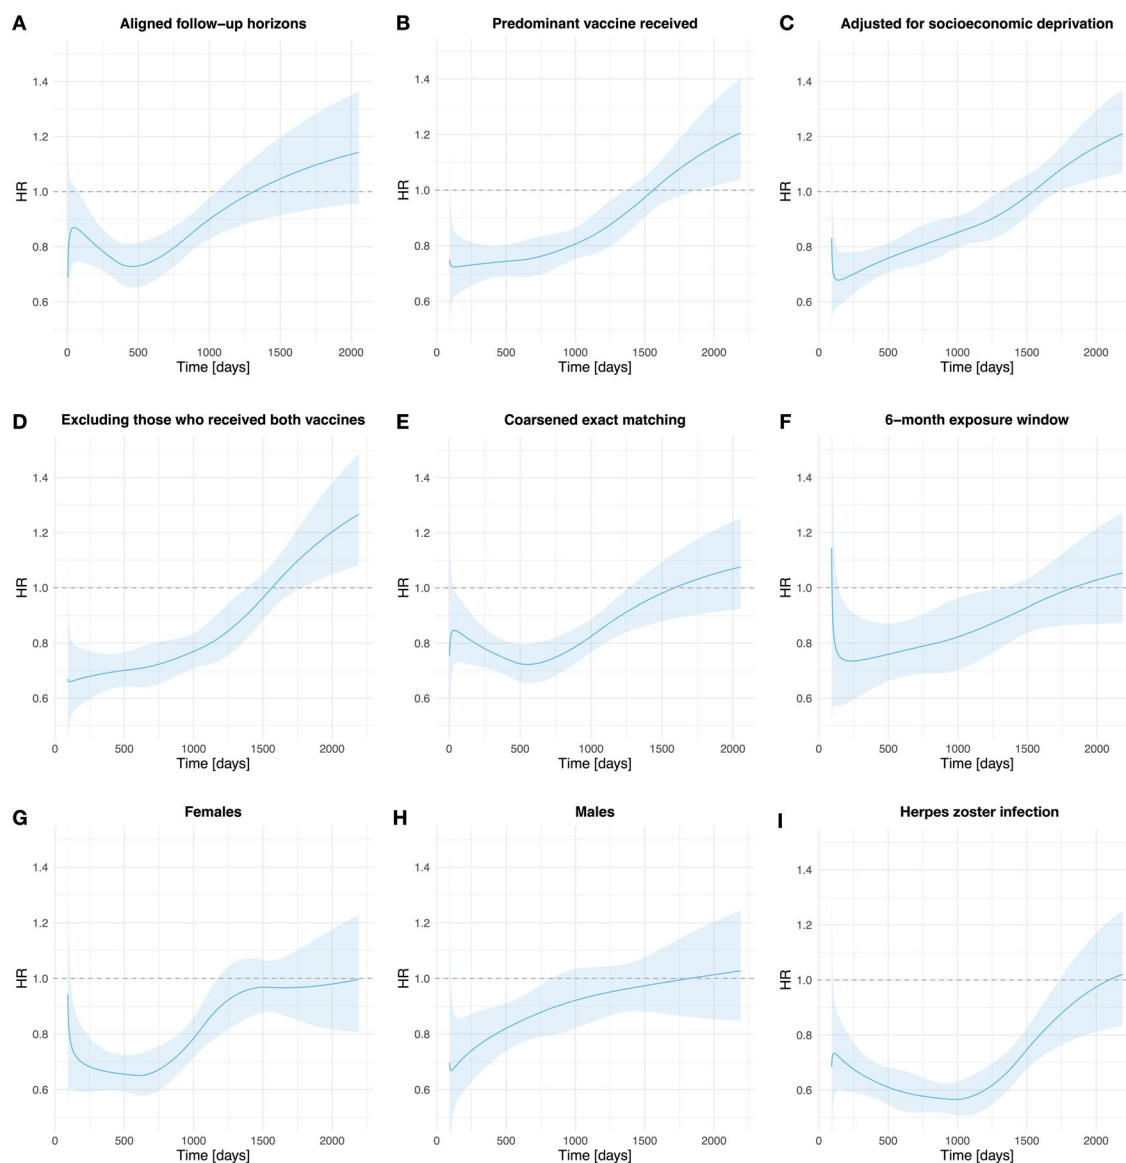 A Aligned follow–up horizons
1.4
1.2
1.0
0.8
0.6
HR
0 500 1000 1500 2000
Time [days]
B Predominant vaccine received
1.4
1.2
1.0
0.8
0.6
HR
0 500 1000 1500 2000
Time [days]
C Adjusted for socioeconomic deprivation
1.4
1.2
1.0
0.8
0.6
HR
0 500 1000 1500 2000
Time [days]
D Excluding those who received both vaccines
1.4
1.2
1.0
0.8
0.6
HR
0 500 1000 1500 2000
Time [days]
E Coarsened exact matching
1.4
1.2
1.0
0.8
0.6
HR
0 500 1000 1500 2000
Time [days]
F 6–month exposure window
1.4
1.2
1.0
0.8
0.6
HR
0 500 1000 1500 2000
Time [days]
G Females
1.4
1.2
1.0
0.8
0.6
HR
0 500 1000 1500 2000
Time [days]
H Males
1.4
1.2
1.0
0.8
0.6
HR
0 500 1000 1500 2000
Time [days]
I Herpes zoster infection
1.4
1.2
1.0
0.8
0.6
HR
0 500 1000 1500 2000
Time [days]